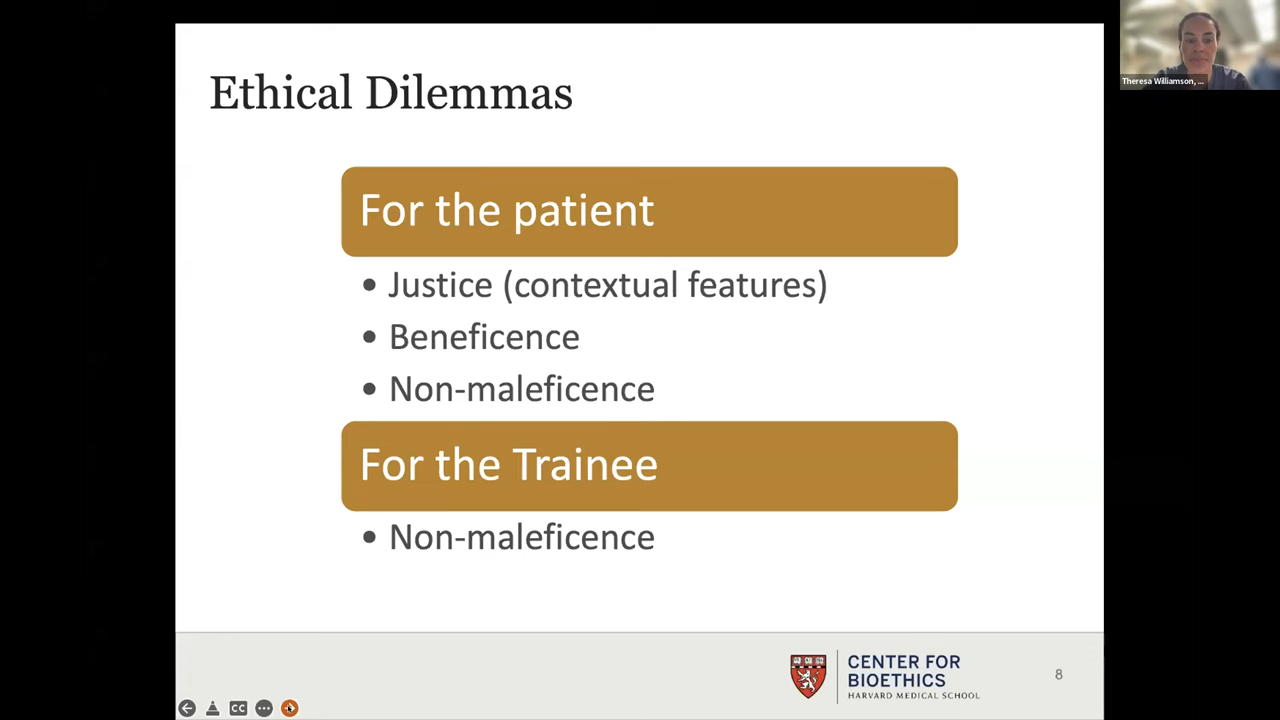 Ethical Dilemmas
For the patient
• Justice (contextual features)
• Beneficence
• Non-maleficence
For the Trainee
• Non-maleficence
CENTER FOR
BIOETHICS
HARVARD MEDICAL SCHOOL
8
CC
Theresa Williamson, ...